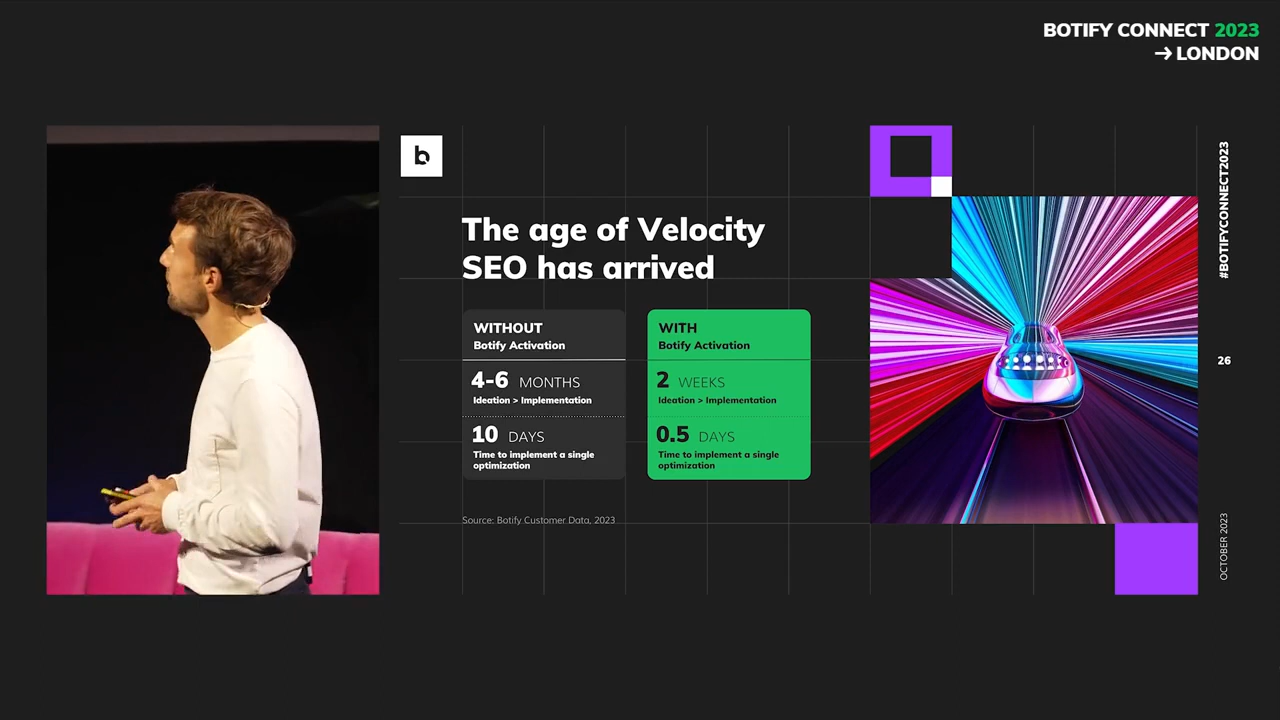 BOTIFY CONNECT 2023
→ LONDON
b
The age of Velocity
SEO has arrived
WITHOUT
Botify Activation
4-6 MONTHS
Ideation > Implementation
10 DAYS
Time to implement a single
optimization
WITH
Botify Activation
2 WEEKS
Ideation > Implementation
0.5 DAYS
Time to implement a single
optimization
Source: Botify Customer Data, 2023
#BOTIFYCONNECT2023
26
OCTOBER 2023